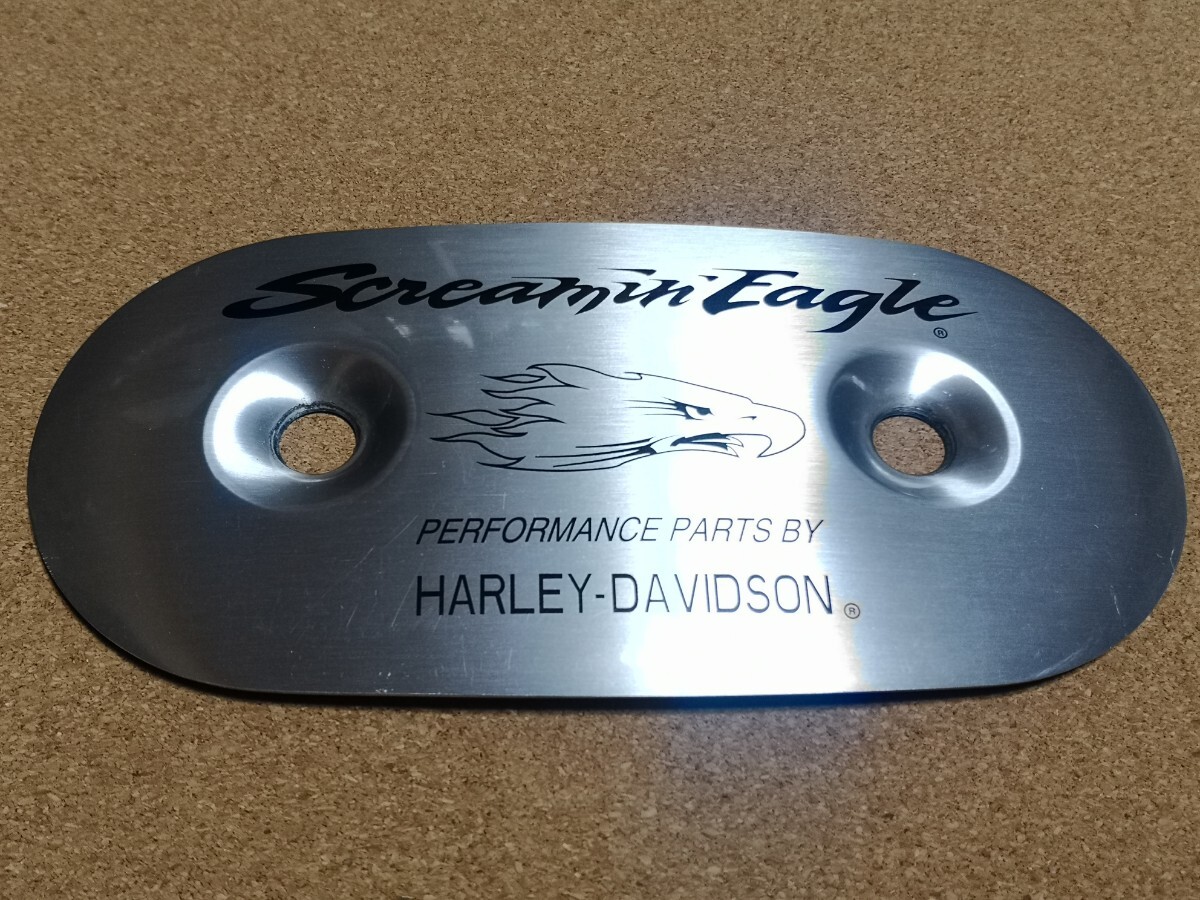 Screamin' Eagle ®
PERFORMANCE PARTS BY
HARLEY-DAVIDSON ®